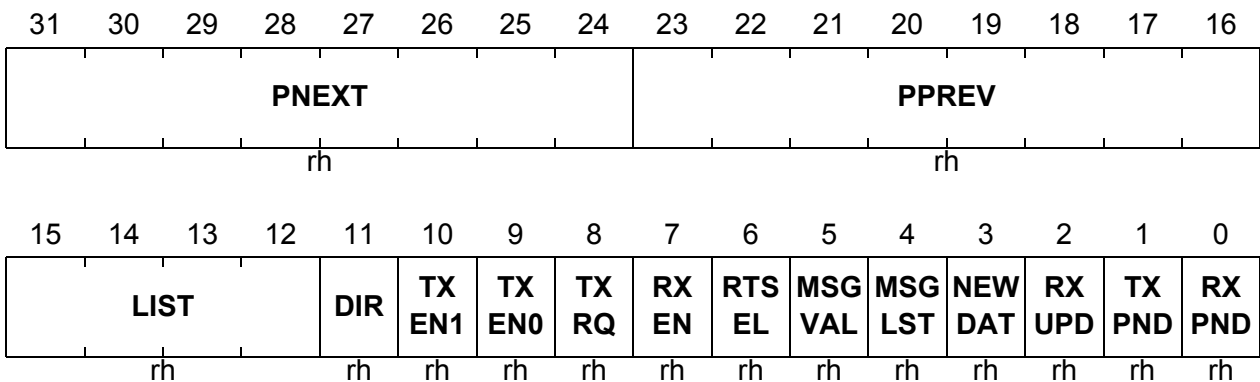 31 30 29 28 27 26 25 24 23 22 21 20 19 18 17 16
PNEXT PPREV
rh rh
15 14 13 12 11 10 9 8 7 6 5 4 3 2 1 0
LIST DIR TX EN1 TX EN0 TX RQ RX EN RTS EL MSG VAL MSG LST NEW DAT RX UPD TX PND RX PND
rh rh rh rh rh rh rh rh rh rh rh rh rh